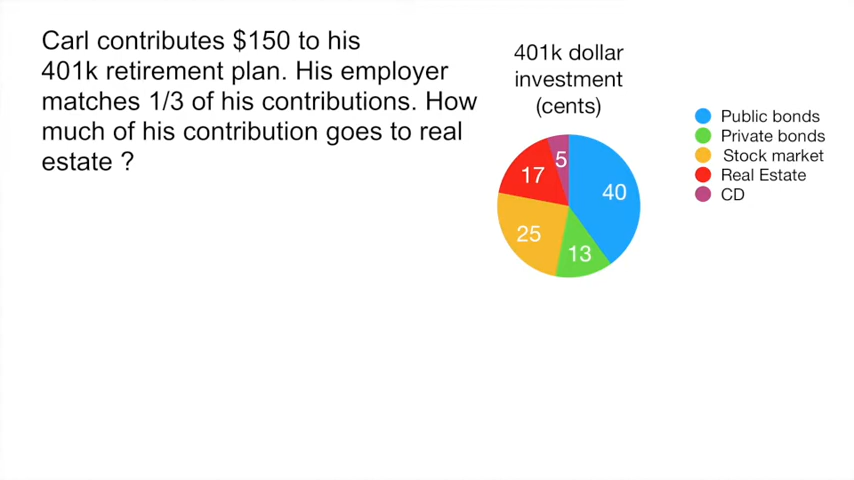 Carl contributes $150 to his
401k retirement plan. His employer
matches 1/3 of his contributions. How
much of his contribution goes to real
estate ?
401k dollar
investment
(cents)
5
17
40
25
13
Public bonds
Private bonds
Stock market
Real Estate
CD